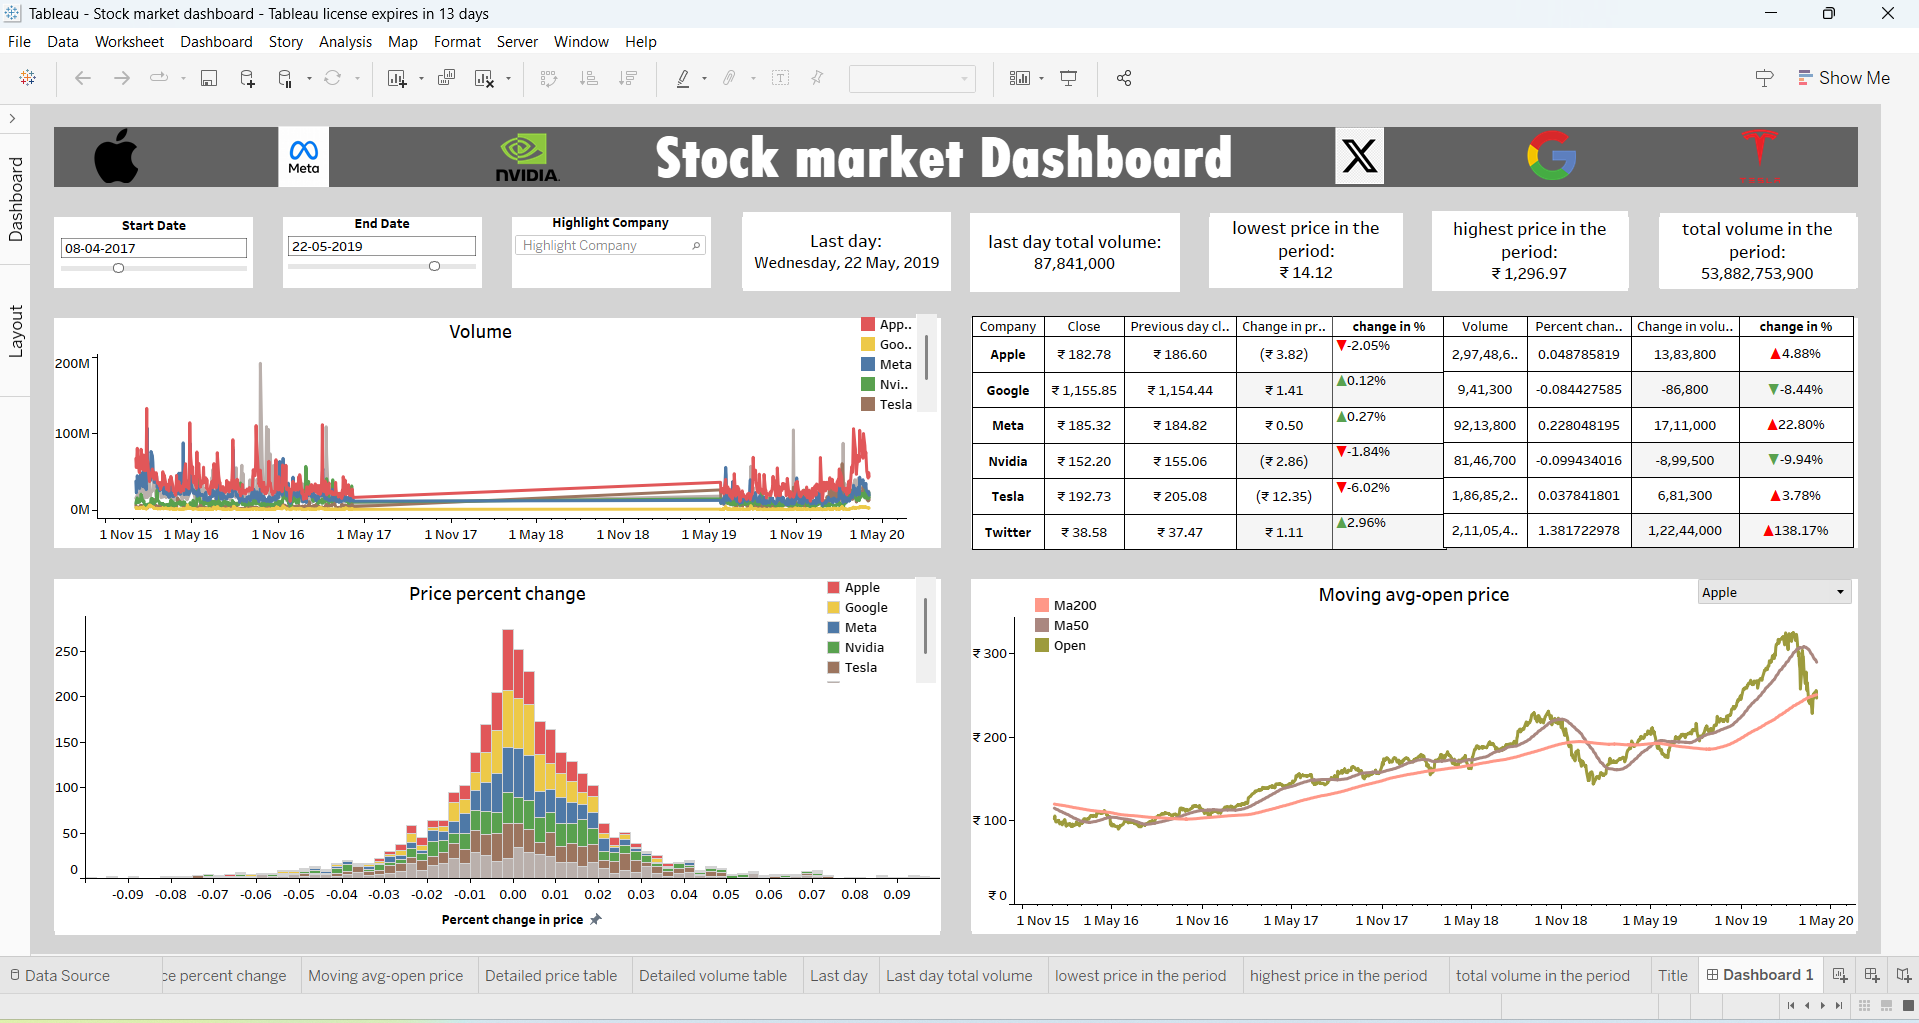 Tableau - Stock market dashboard - Tableau license expires in 13 days
File Data Worksheet Dashboard Story Analysis Map Format Server Window Help
Show Me
Dashboard
Layout
Meta
NVIDIA
Stock market Dashboard
X
G
TESLA
Start Date
08-04-2017
End Date
22-05-2019
Highlight Company
Highlight Company
Last day:
Wednesday, 22 May, 2019
last day total volume:
87,841,000
lowest price in the
period:
₹ 14.12
highest price in the
period:
₹ 1,296.97
total volume in the
period:
53,882,753,900
Volume
App..
Goo..
Meta
Nvi..
Tesla
200M
100M
0M
1 Nov 15 1 May 16 1 Nov 16 1 May 17 1 Nov 17 1 May 18 1 Nov 18 1 May 19 1 Nov 19 1 May 20
Company Close Previous day cl.. Change in pr.. change in % Volume Percent chan.. Change in volu.. change in %
Apple ₹ 182.78 ₹ 186.60 (₹ 3.82) ▼-2.05% 2,97,48,6.. 0.048785819 13,83,800 ▲4.88%
Google ₹ 1,155.85 ₹ 1,154.44 ₹ 1.41 ▲0.12% 9,41,300 -0.084427585 -86,800 ▼-8.44%
Meta ₹ 185.32 ₹ 184.82 ₹ 0.50 ▲0.27% 92,13,800 0.228048195 17,11,000 ▲22.80%
Nvidia ₹ 152.20 ₹ 155.06 (₹ 2.86) ▼-1.84% 81,46,700 -0.099434016 -8,99,500 ▼-9.94%
Tesla ₹ 192.73 ₹ 205.08 (₹ 12.35) ▼-6.02% 1,86,85,2.. 0.037841801 6,81,300 ▲3.78%
Twitter ₹ 38.58 ₹ 37.47 ₹ 1.11 ▲2.96% 2,11,05,4.. 1.381722978 1,22,44,000 ▲138.17%
Price percent change
Apple
Google
Meta
Nvidia
Tesla
250
200
150
100
50
0
-0.09 -0.08 -0.07 -0.06 -0.05 -0.04 -0.03 -0.02 -0.01 0.00 0.01 0.02 0.03 0.04 0.05 0.06 0.07 0.08 0.09
Percent change in price
Moving avg-open price
Apple
Ma200
Ma50
Open
₹ 300
₹ 200
₹ 100
₹ 0
1 Nov 15 1 May 16 1 Nov 16 1 May 17 1 Nov 17 1 May 18 1 Nov 18 1 May 19 1 Nov 19 1 May 20
Data Source ce percent change Moving avg-open price Detailed price table Detailed volume table Last day Last day total volume lowest price in the period highest price in the period total volume in the period Title Dashboard 1